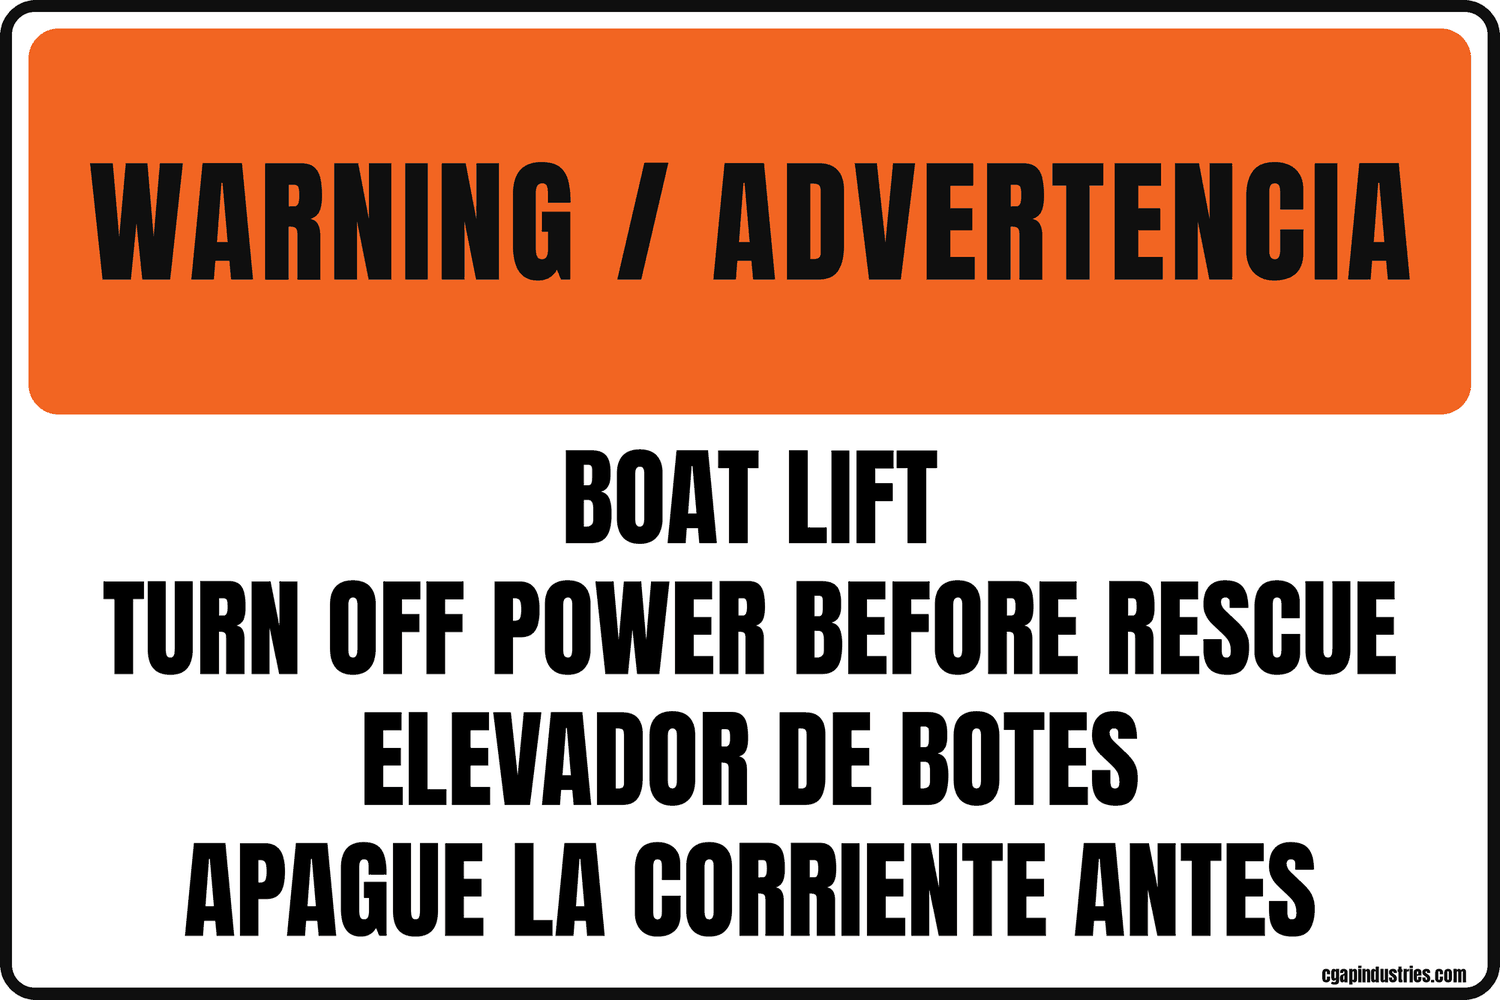 WARNING / ADVERTENCIA
BOAT LIFT
TURN OFF POWER BEFORE RESCUE
ELEVADOR DE BOTES
APAGUE LA CORRIENTE ANTES
cgapindustries.com